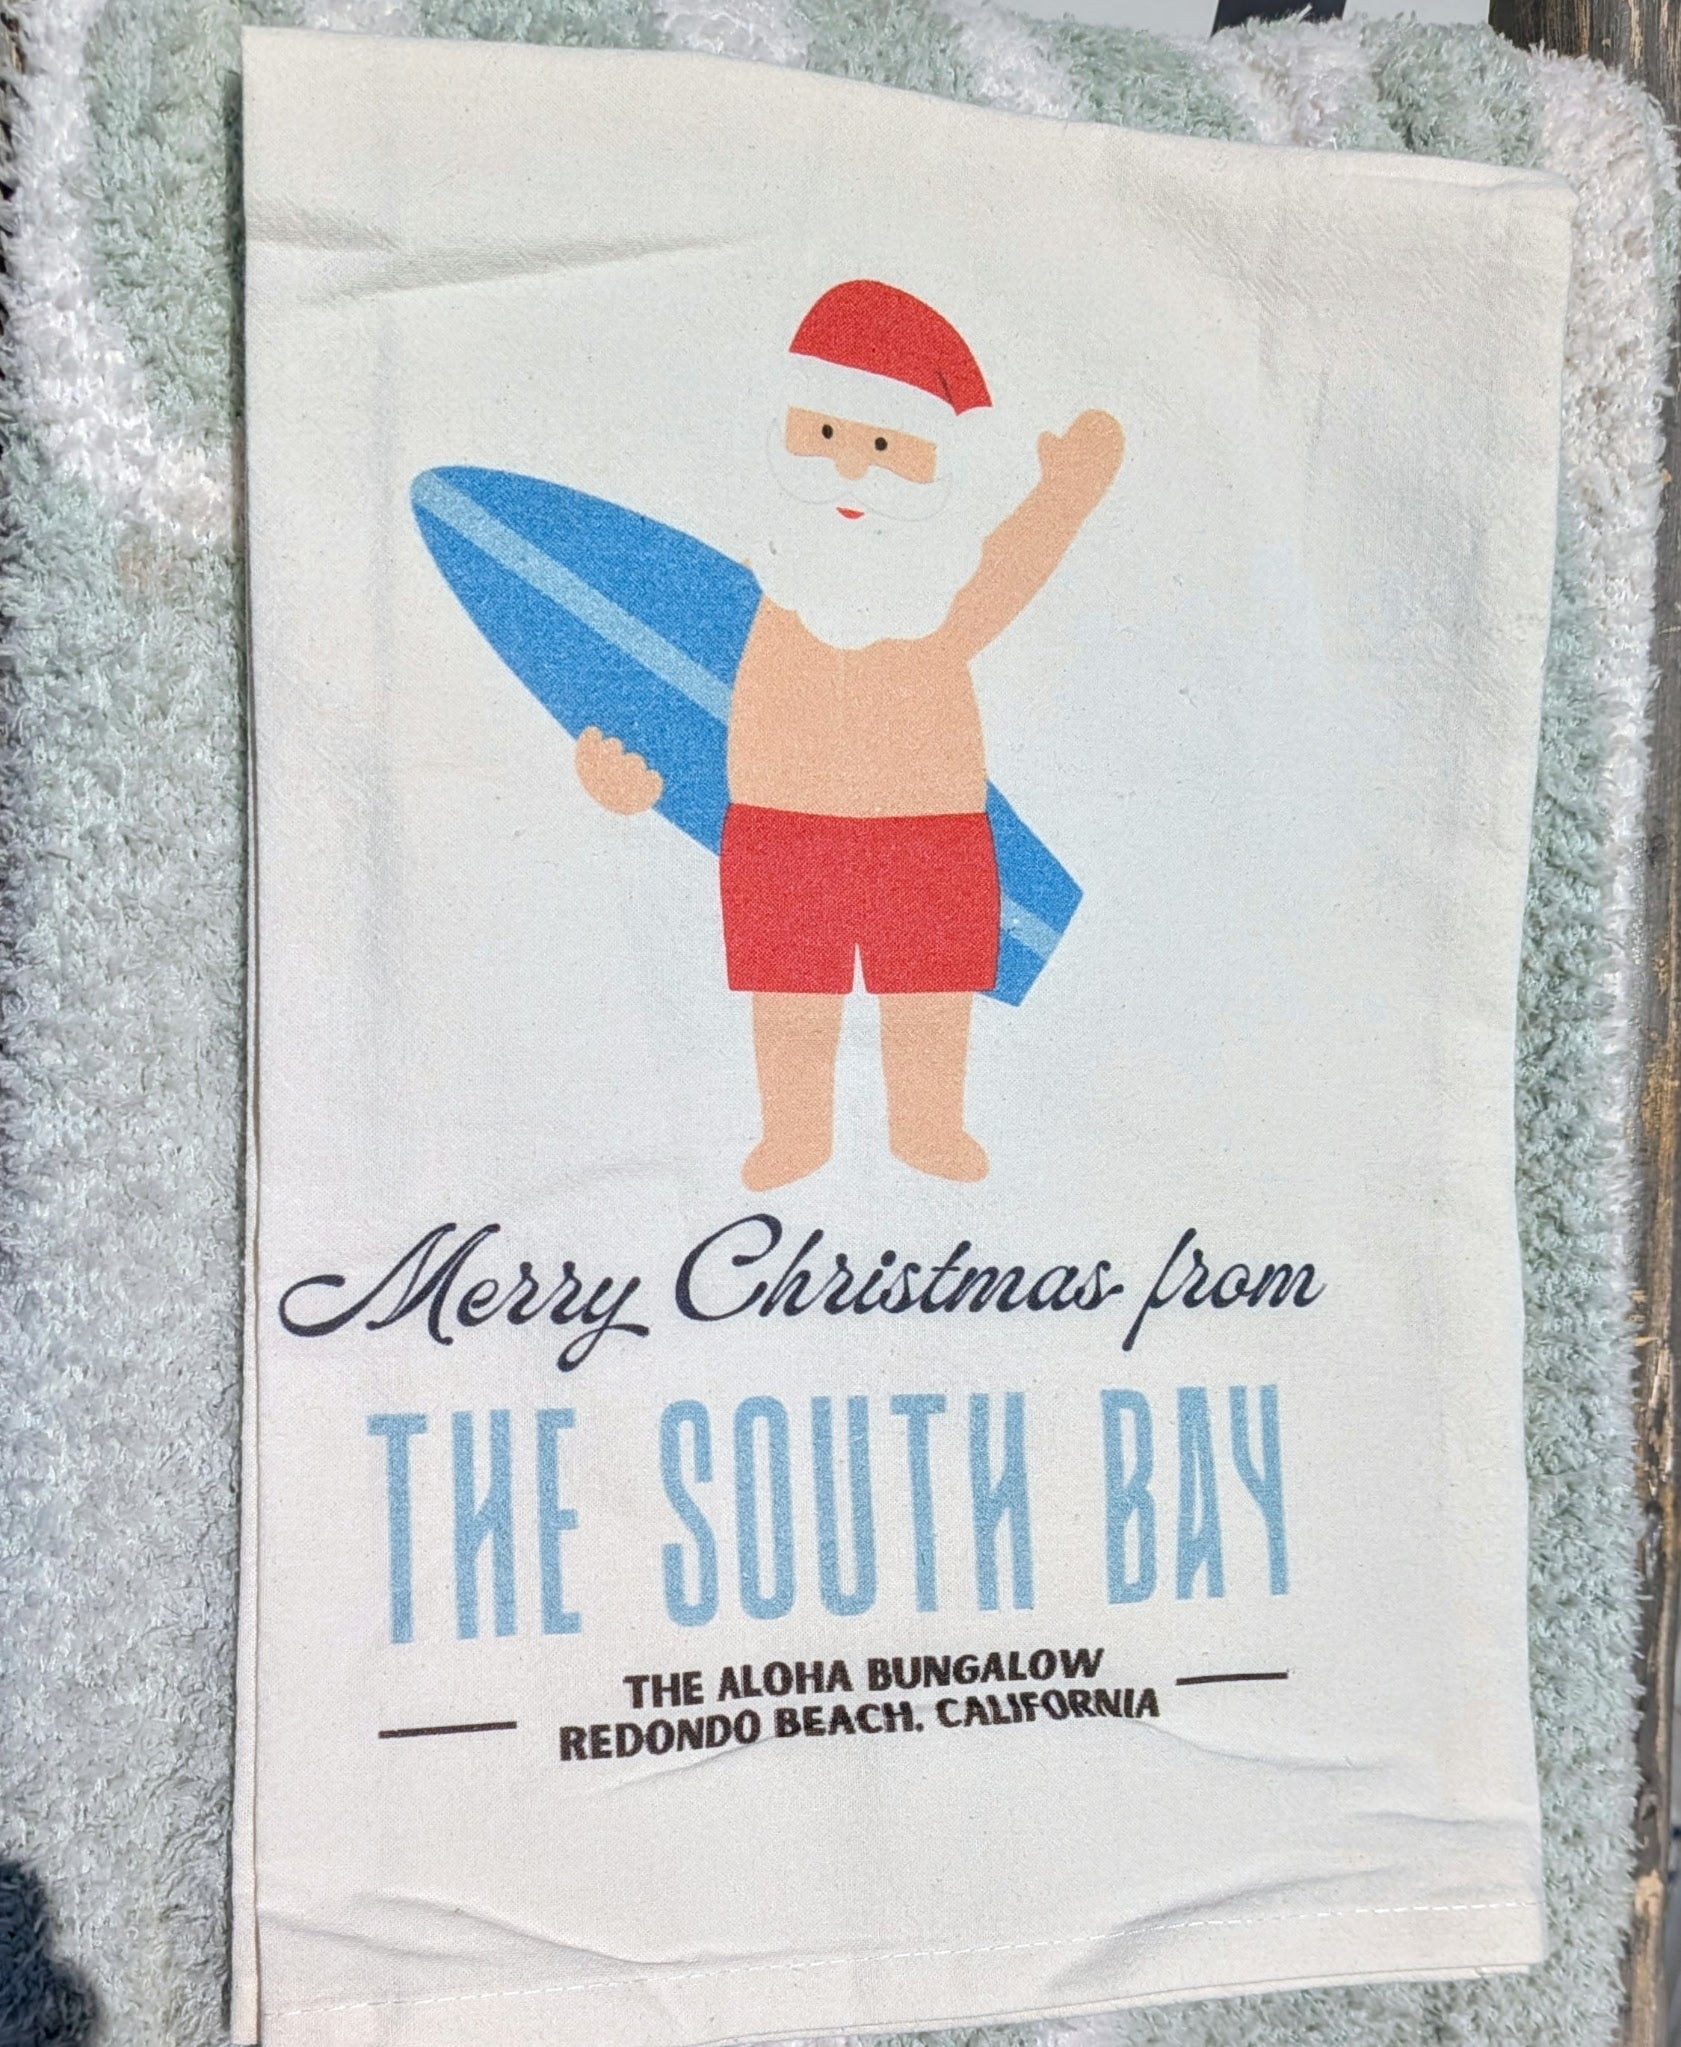 Merry Christmas from
THE SOUTH BAY
THE ALOHA BUNGALOW
REDONDO BEACH, CALIFORNIA